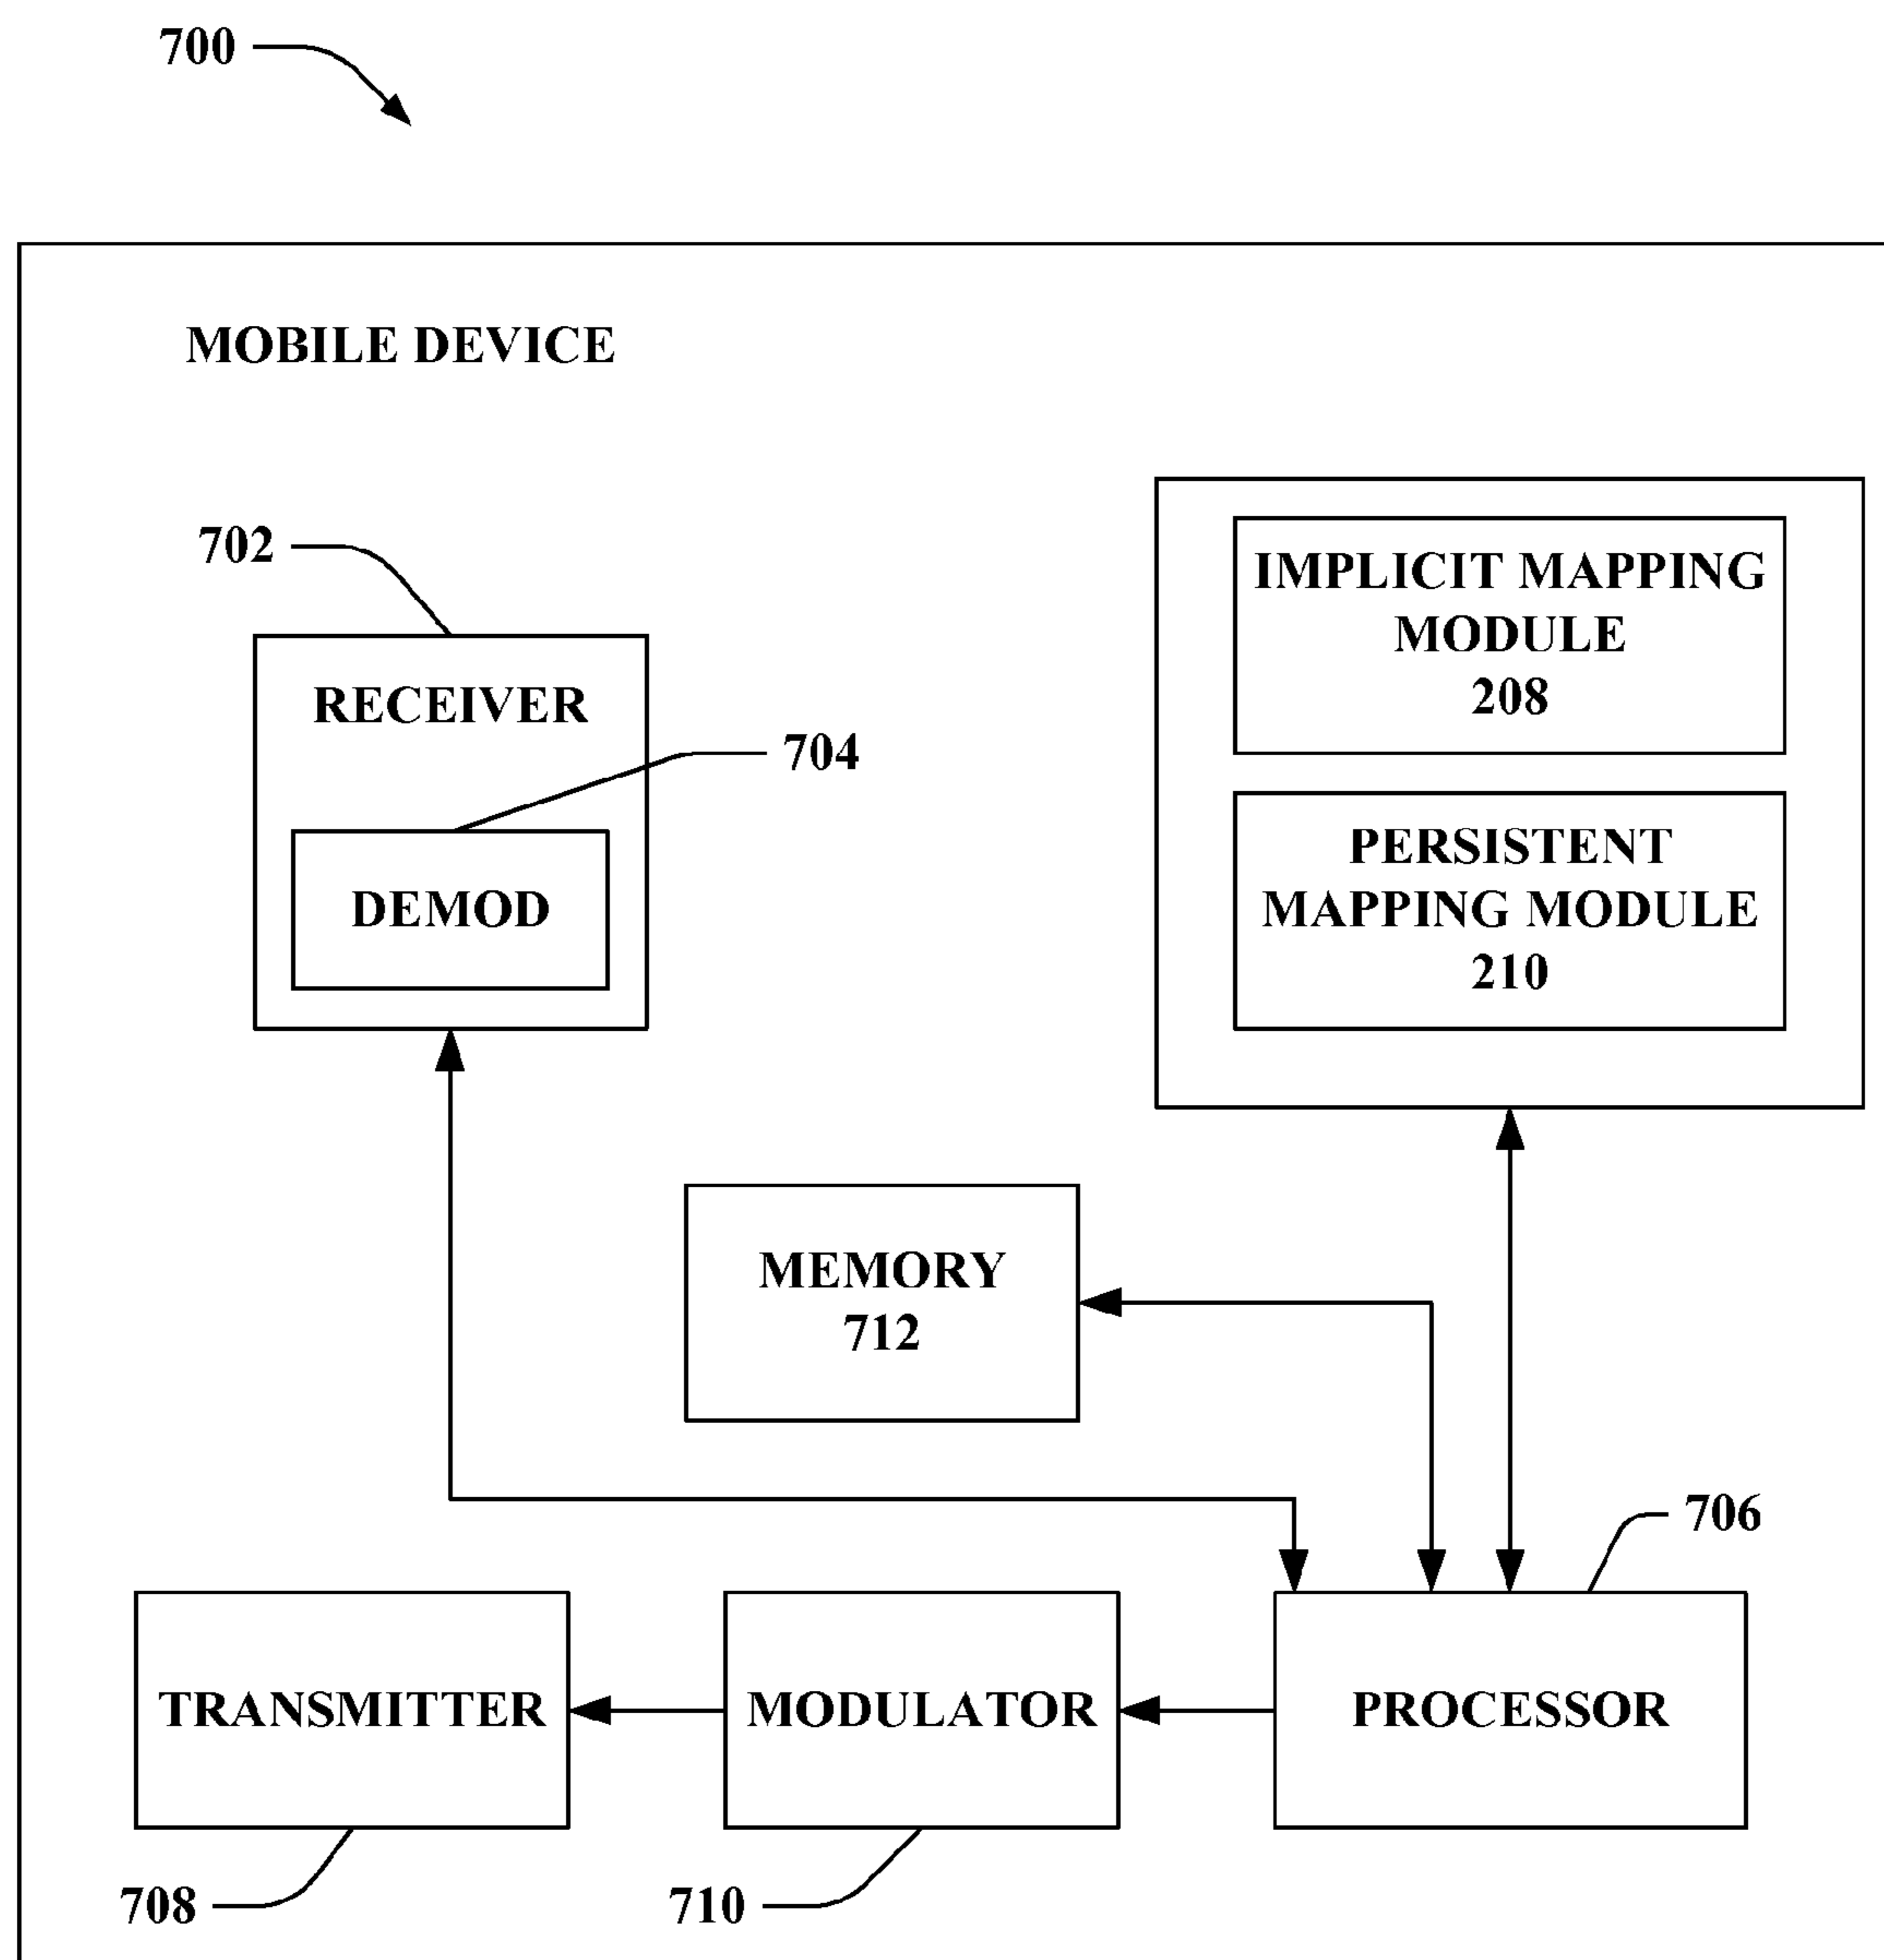 700
MOBILE DEVICE
702
RECEIVER
704
DEMOD
IMPLICIT MAPPING
MODULE
208
PERSISTENT
MAPPING MODULE
210
MEMORY
712
706
TRANSMITTER
MODULATOR
PROCESSOR
708
710